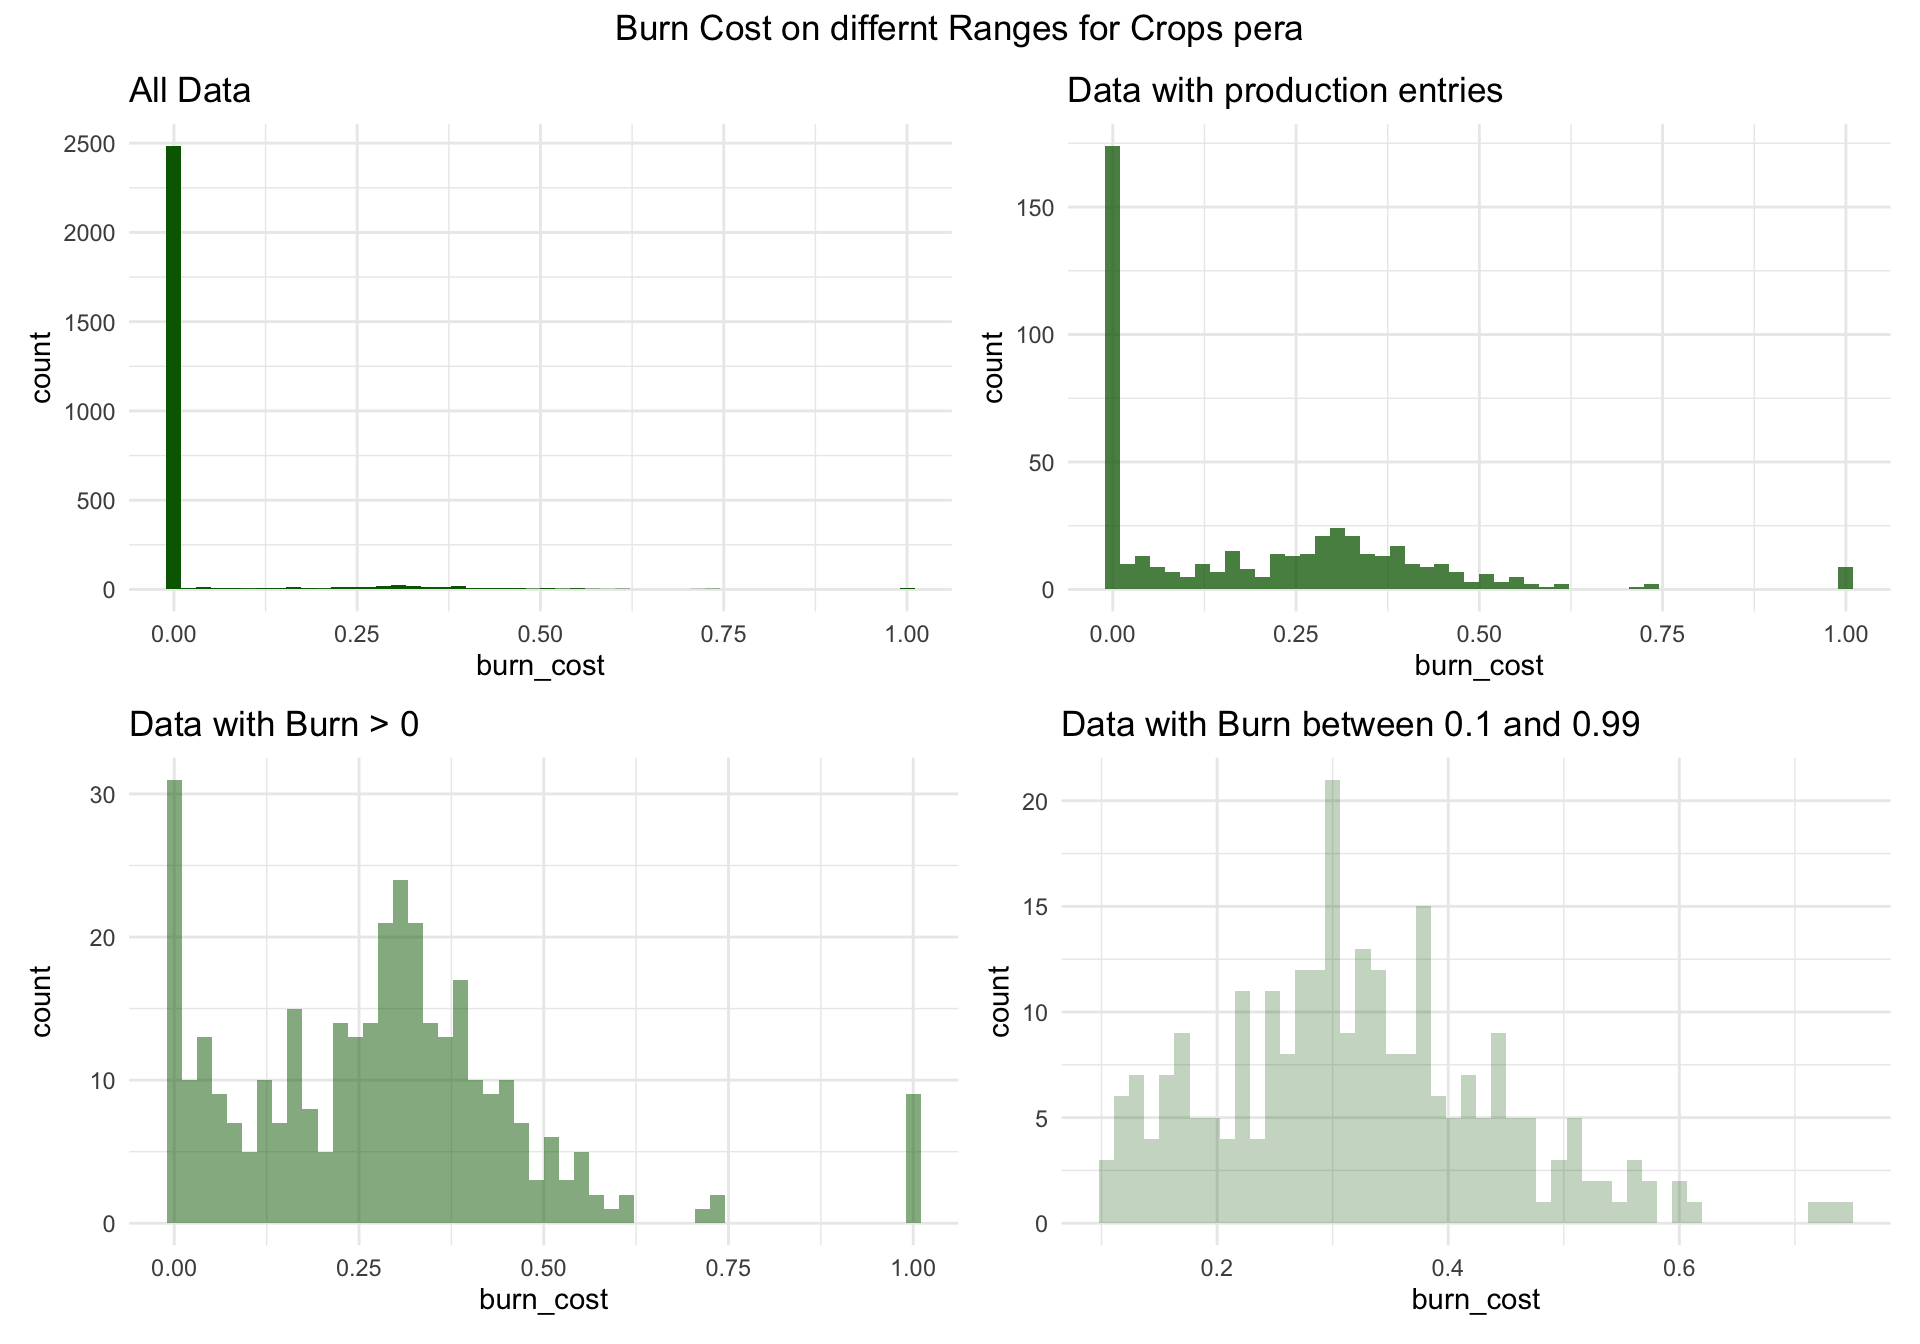 Burn Cost on differnt Ranges for Crops pera
All Data
2500
2000
1500
1000
500
0
count
0.00 0.25 0.50 0.75 1.00
burn_cost
Data with production entries
150
100
50
0
count
0.00 0.25 0.50 0.75 1.00
burn_cost
Data with Burn > 0
30
20
10
0
count
0.00 0.25 0.50 0.75 1.00
burn_cost
Data with Burn between 0.1 and 0.99
20
15
10
5
0
count
0.2 0.4 0.6
burn_cost